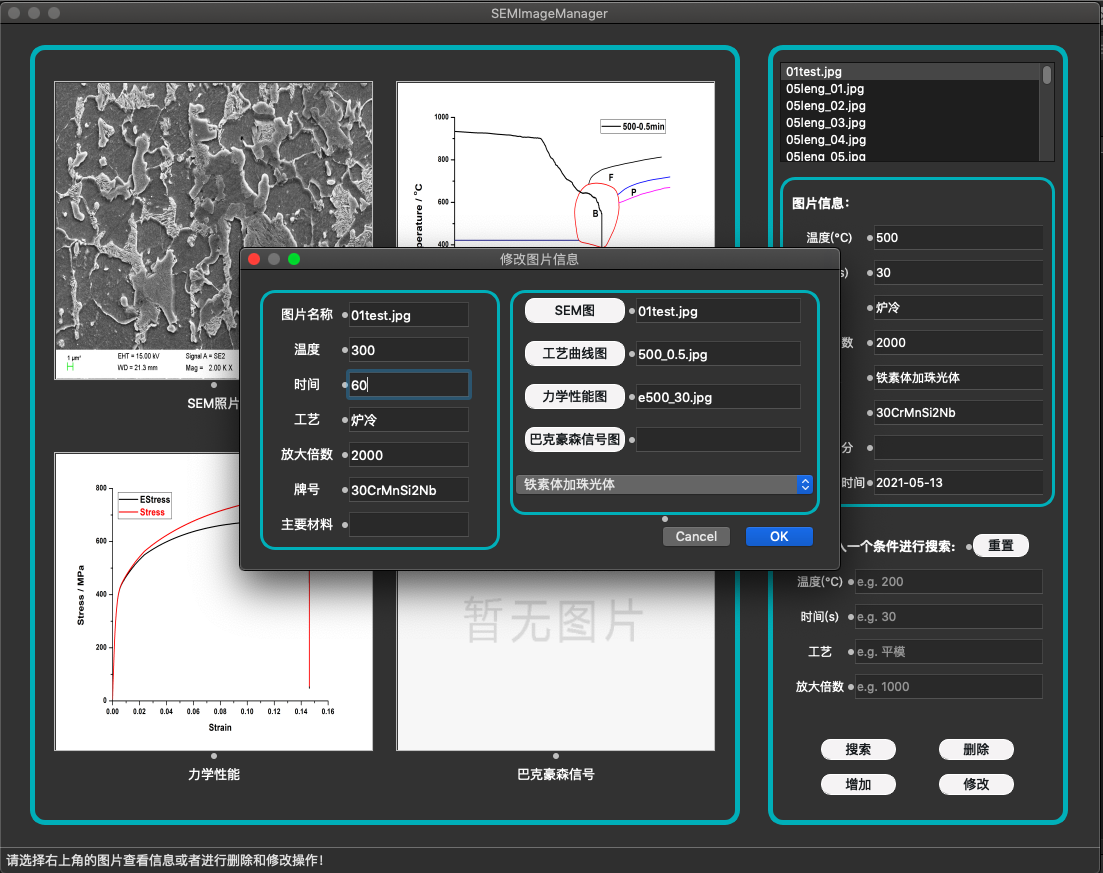 SEMImageManager
1 μm*
EHT = 15.00 kV
Signal A = SE2
WD = 21.3 mm
Mag = 2.00 K X
SEM照片
1000
800
600
400
perature / °C
500-0.5min
F
P
B
800
600
400
200
0
Stress / MPa
EStress
Stress
0.00 0.02 0.04 0.06 0.08 0.10 0.12 0.14 0.16
Strain
力学性能
暂无图片
巴克豪森信号
修改图片信息
图片名称 01test.jpg
温度 300
时间 60
工艺 炉冷
放大倍数 2000
牌号 30CrMnSi2Nb
主要材料
SEM图 01test.jpg
工艺曲线图 500_0.5.jpg
力学性能图 e500_30.jpg
巴克豪森信号图
铁素体加珠光体
Cancel OK
01test.jpg
05leng_01.jpg
05leng_02.jpg
05leng_03.jpg
05leng_04.jpg
05leng_05.jpg
图片信息:
温度(°C) 500
s) 30
炉冷
数 2000
铁素体加珠光体
30CrMnSi2Nb
分
时间 2021-05-13
入一个条件进行搜索: 重置
温度(°C) e.g. 200
时间(s) e.g. 30
工艺 e.g. 平模
放大倍数 e.g. 1000
搜索 删除
增加 修改
请选择右上角的图片查看信息或者进行删除和修改操作!